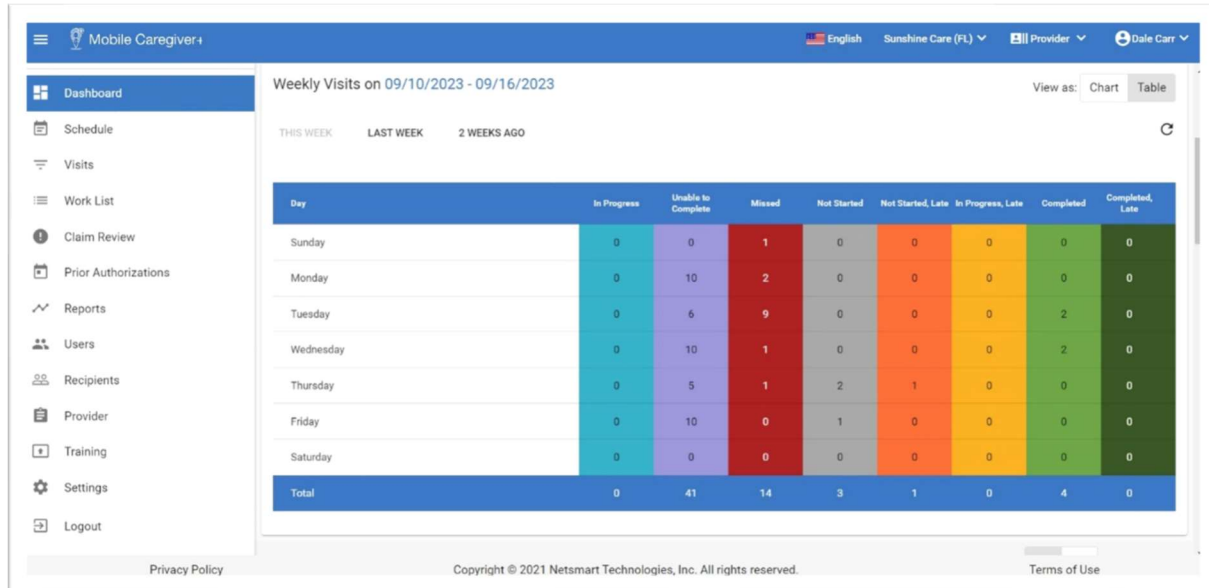 Mobile Caregiver+
English Sunshine Care (FL) Provider Dale Carr
Dashboard
Schedule
Visits
Work List
Claim Review
Prior Authorizations
Reports
Users
Recipients
Provider
Training
Settings
Logout
Weekly Visits on 09/10/2023 - 09/16/2023
View as: Chart Table
THIS WEEK LAST WEEK 2 WEEKS AGO
Day In Progress Unable to Complete Missed Not Started Not Started, Late In Progress, Late Completed Completed, Late
Sunday 0 0 1 0 0 0 0 0
Monday 0 10 2 0 0 0 0 0
Tuesday 0 6 9 0 0 0 2 0
Wednesday 0 10 1 0 0 0 2 0
Thursday 0 5 1 2 1 0 0 0
Friday 0 10 0 1 0 0 0 0
Saturday 0 0 0 0 0 0 0 0
Total 0 41 14 3 1 0 4 0
Privacy Policy Copyright © 2021 Netsmart Technologies, Inc. All rights reserved. Terms of Use